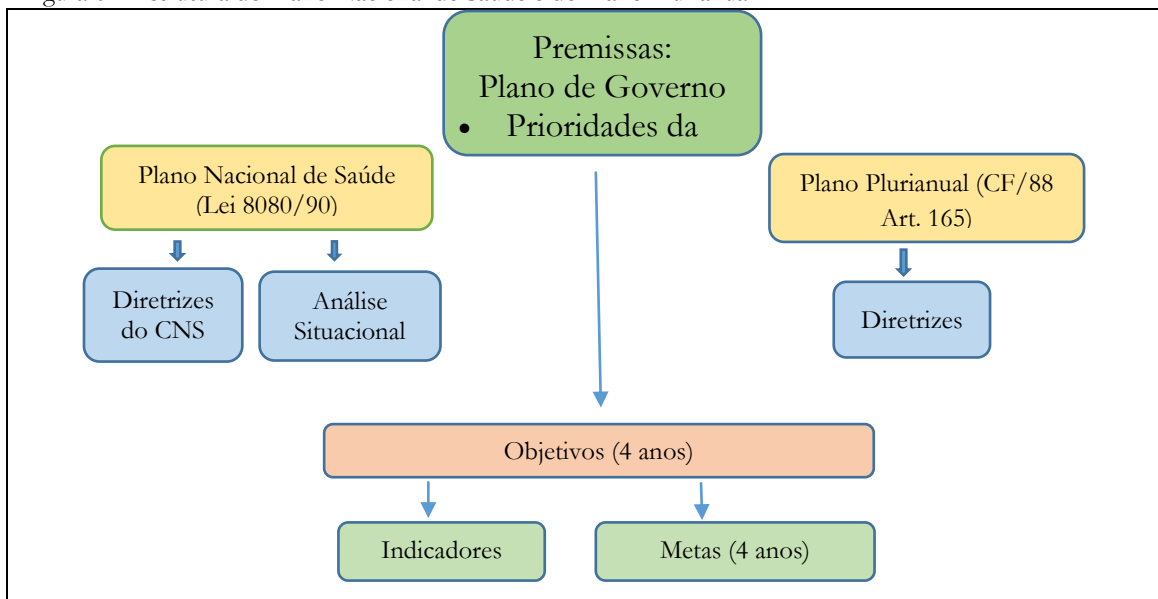 Premissas:
Plano de Governo
• Prioridades da
Plano Nacional de Saúde
(Lei 8080/90)
Plano Plurianual (CF/88
Art. 165)
Diretrizes
do CNS
Análise
Situacional
Diretrizes
Objetivos (4 anos)
Indicadores
Metas (4 anos)